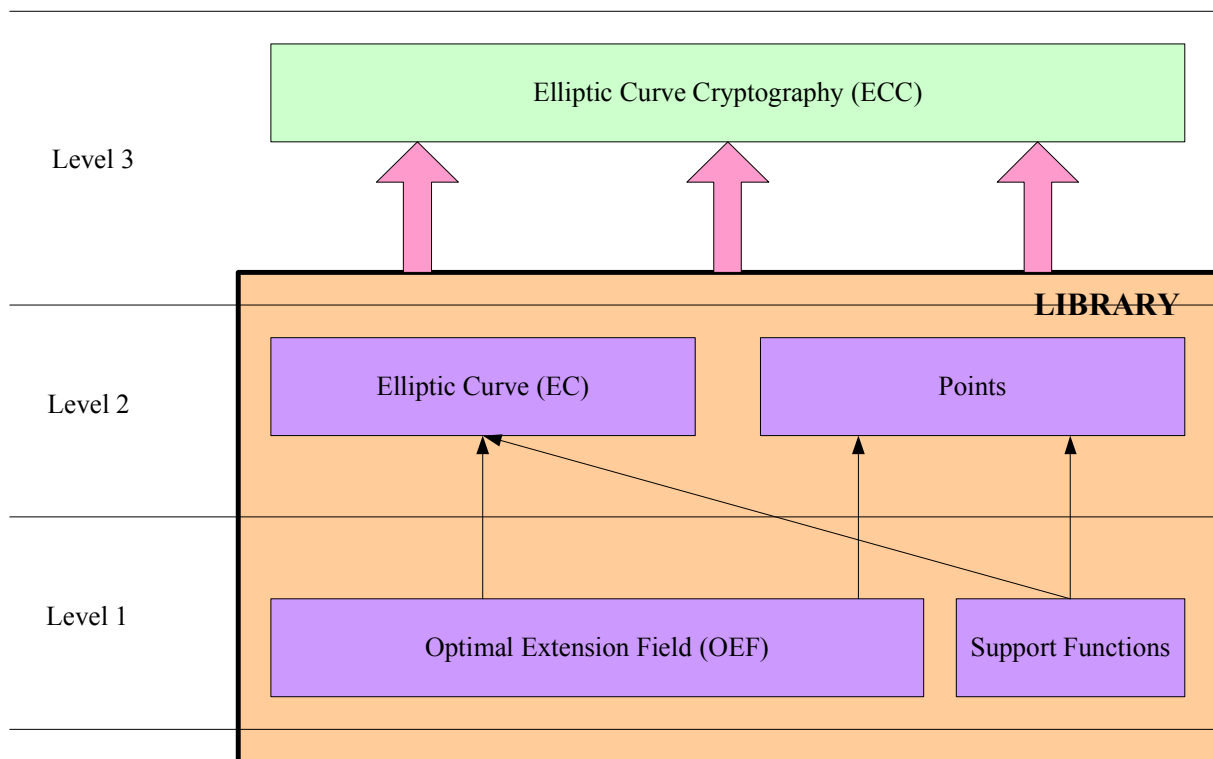 Elliptic Curve Cryptography (ECC)
Level 3
LIBRARY
Elliptic Curve (EC)
Points
Level 2
Level 1
Optimal Extension Field (OEF)
Support Functions